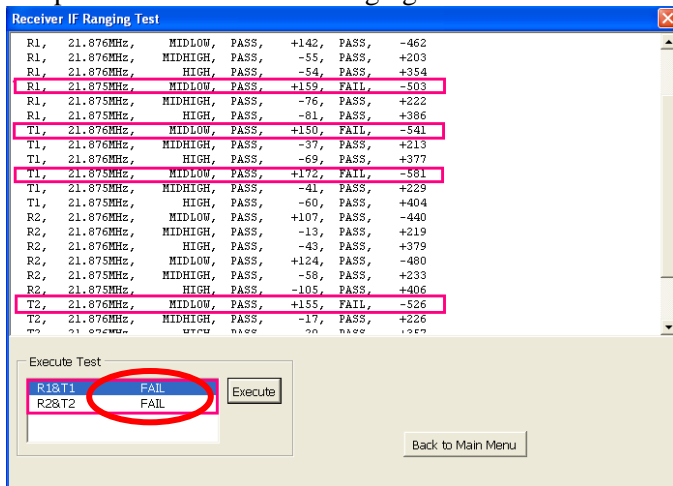 Receiver IF Ranging Test
R1, 21.876MHz, MIDLOW, PASS, +142, PASS, -462
R1, 21.876MHz, MIDHIGH, PASS, -55, PASS, +203
R1, 21.876MHz, HIGH, PASS, -54, PASS, +354
R1, 21.875MHz, MIDLOW, PASS, +159, FAIL, -503
R1, 21.875MHz, MIDHIGH, PASS, -76, PASS, +222
R1, 21.875MHz, HIGH, PASS, -81, PASS, +386
T1, 21.876MHz, MIDLOW, PASS, +150, FAIL, -541
T1, 21.876MHz, MIDHIGH, PASS, -37, PASS, +213
T1, 21.876MHz, HIGH, PASS, -69, PASS, +377
T1, 21.875MHz, MIDLOW, PASS, +172, FAIL, -581
T1, 21.875MHz, MIDHIGH, PASS, -41, PASS, +229
T1, 21.875MHz, HIGH, PASS, -60, PASS, +404
R2, 21.876MHz, MIDLOW, PASS, +107, PASS, -440
R2, 21.876MHz, MIDHIGH, PASS, -13, PASS, +219
R2, 21.876MHz, HIGH, PASS, -43, PASS, +379
R2, 21.875MHz, MIDLOW, PASS, +124, PASS, -480
R2, 21.875MHz, MIDHIGH, PASS, -58, PASS, +233
R2, 21.875MHz, HIGH, PASS, -105, PASS, +406
T2, 21.876MHz, MIDLOW, PASS, +155, FAIL, -526
T2, 21.876MHz, MIDHIGH, PASS, -17, PASS, +226
Execute Test
R1&T1 FAIL
R2&T2 FAIL
Execute
Back to Main Menu